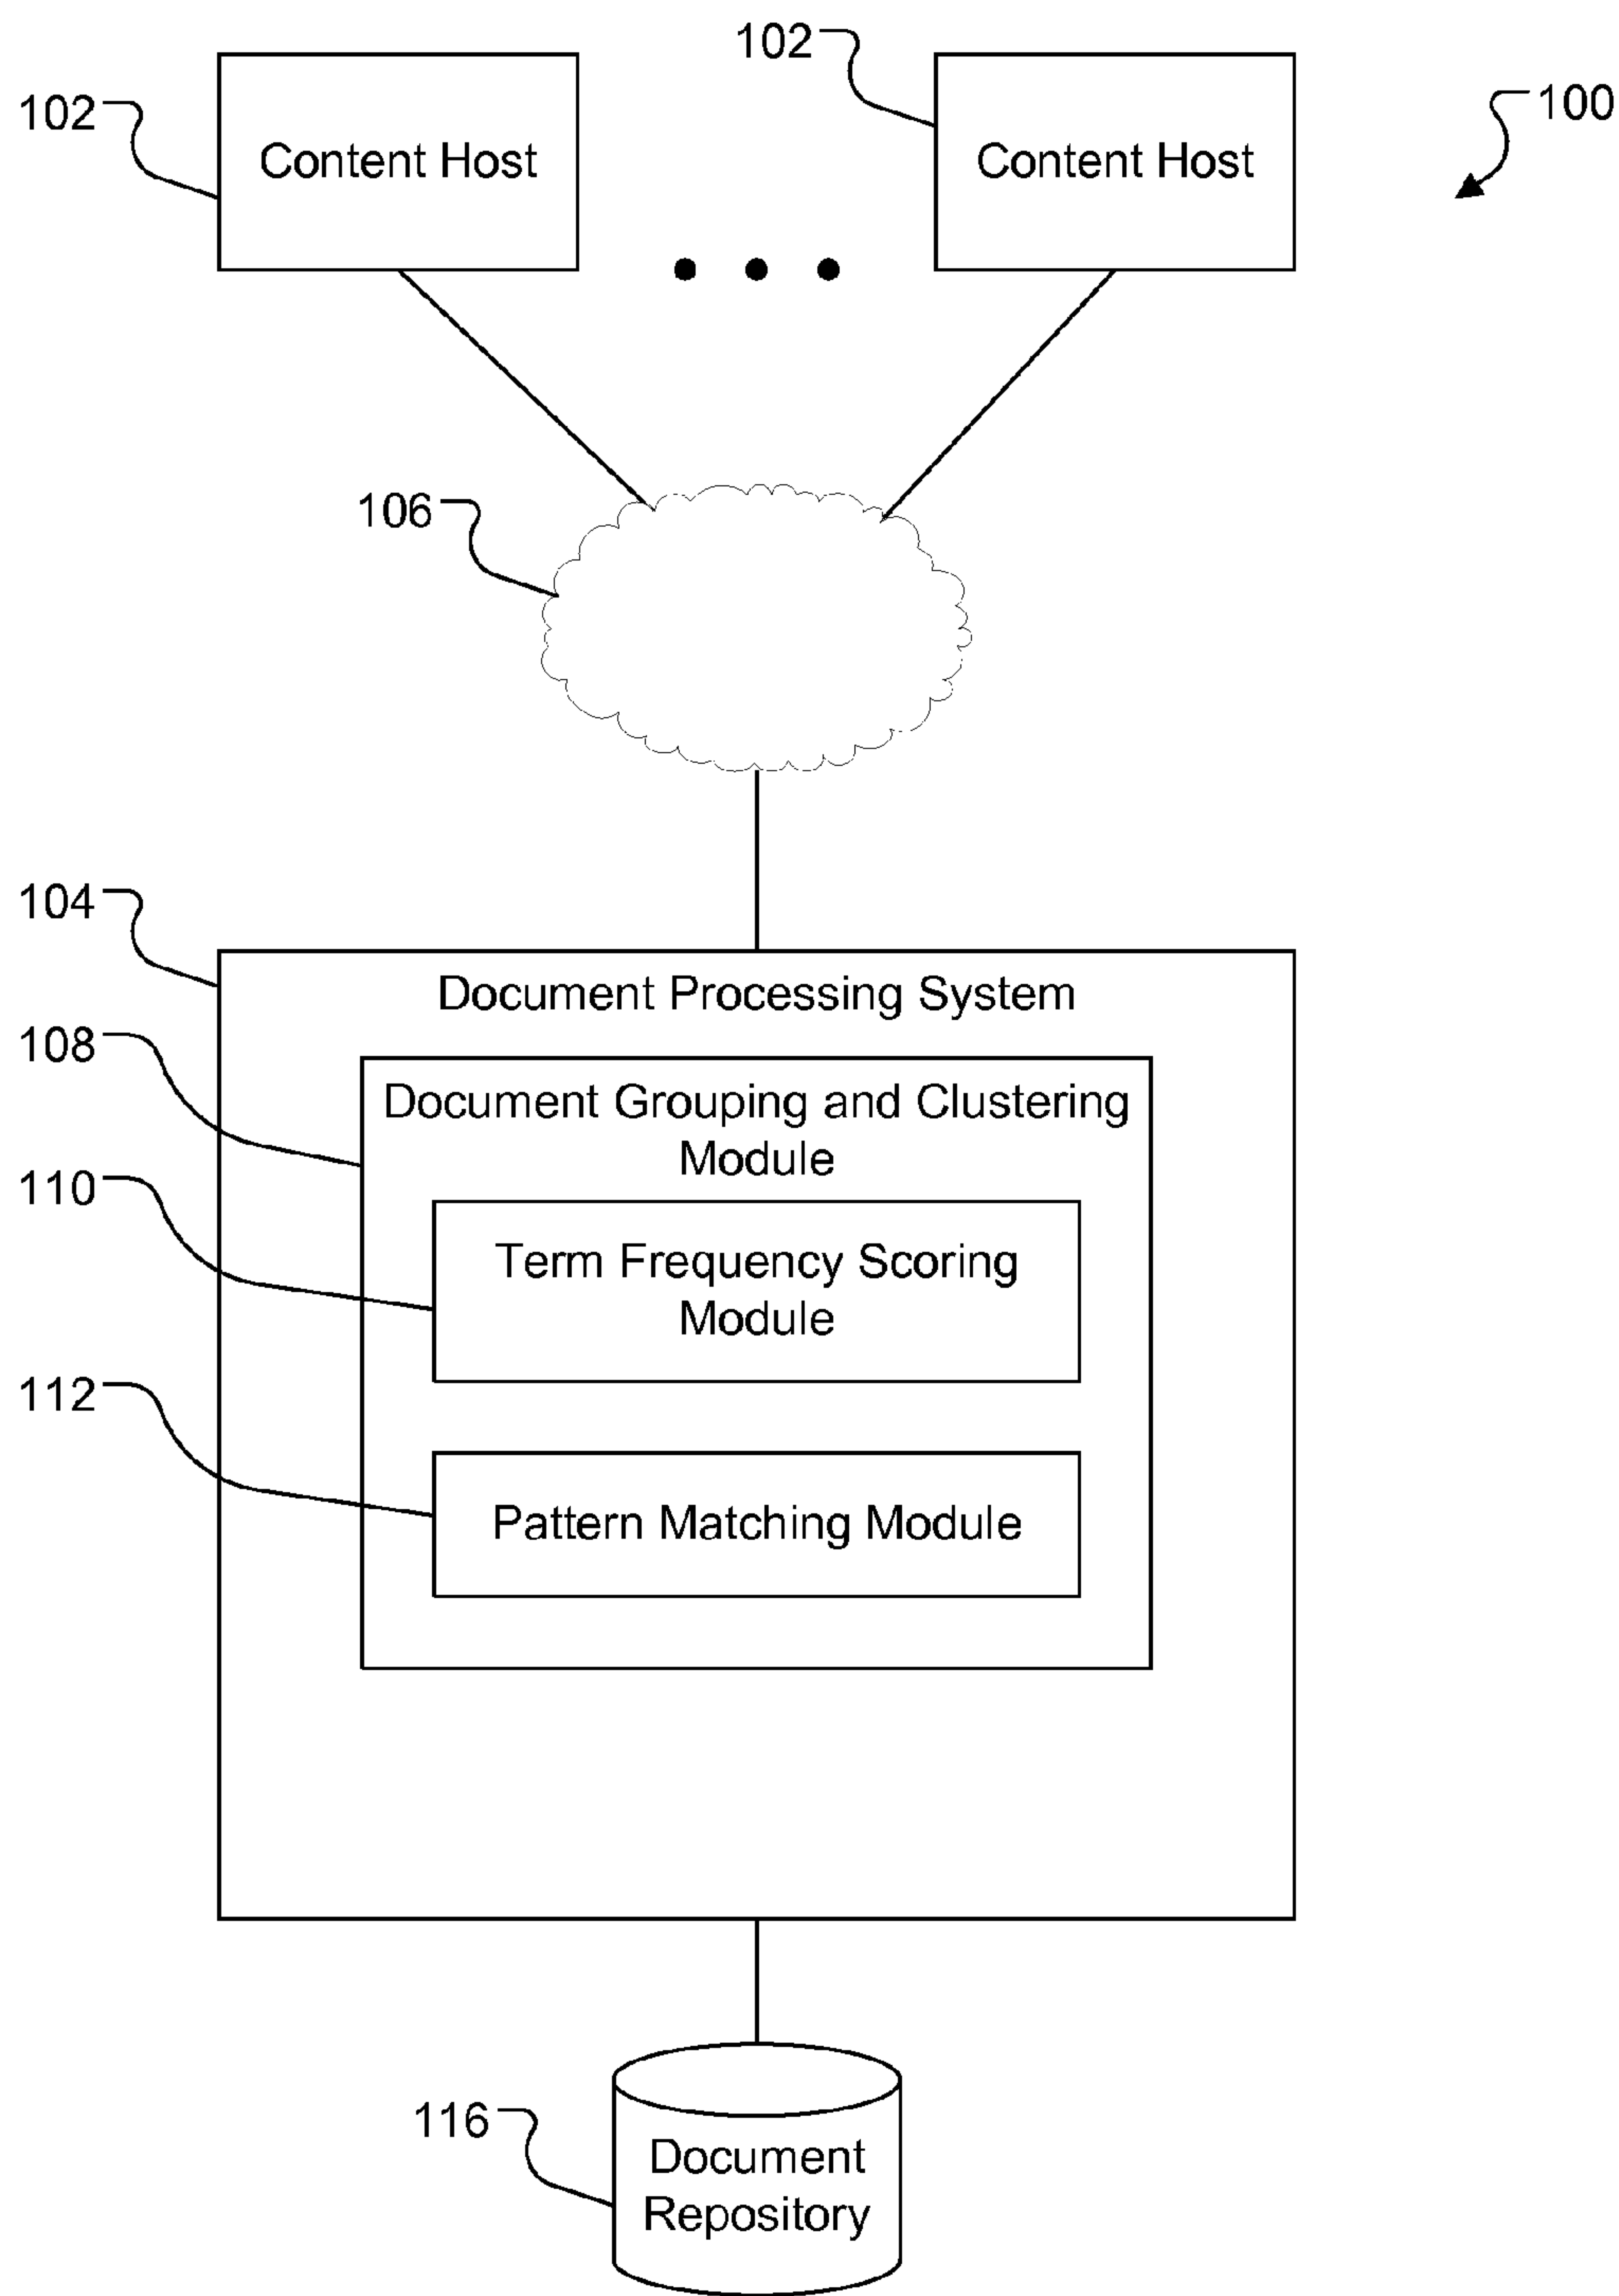 102
102
100
Content Host
Content Host
106
104
Document Processing System
108
Document Grouping and Clustering
Module
110
Term Frequency Scoring
Module
112
Pattern Matching Module
116
Document
Repository